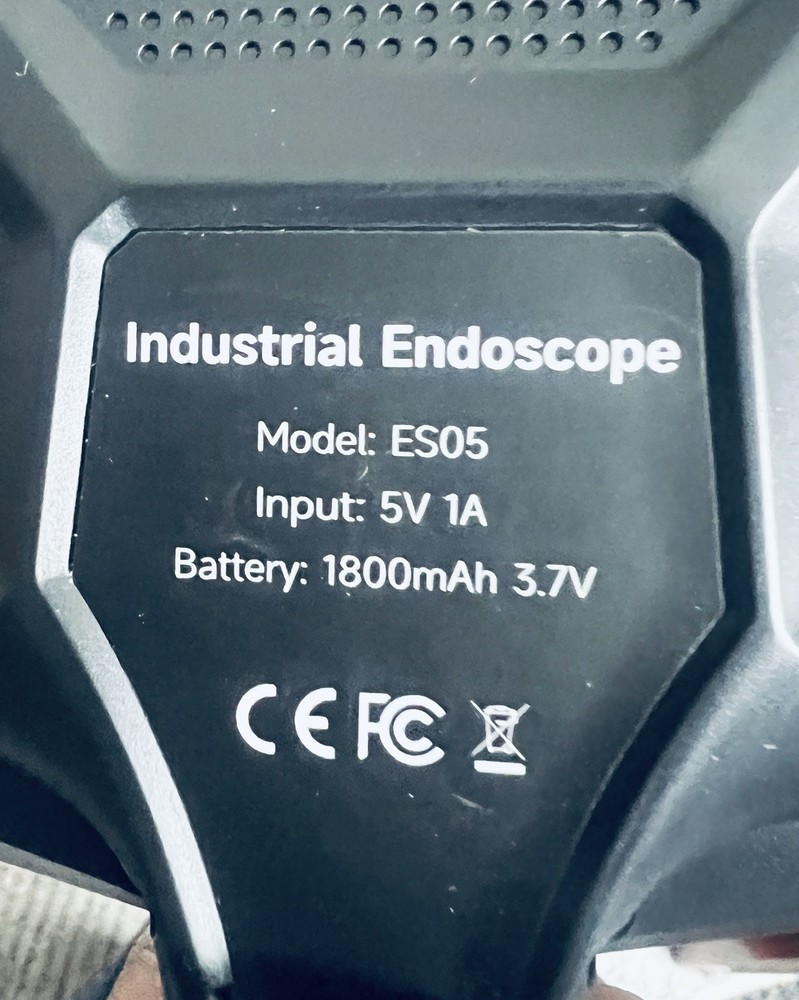 Industrial Endoscope
Model: ES05
Input: 5V 1A
Battery: 1800mAh 3.7V
CE FC